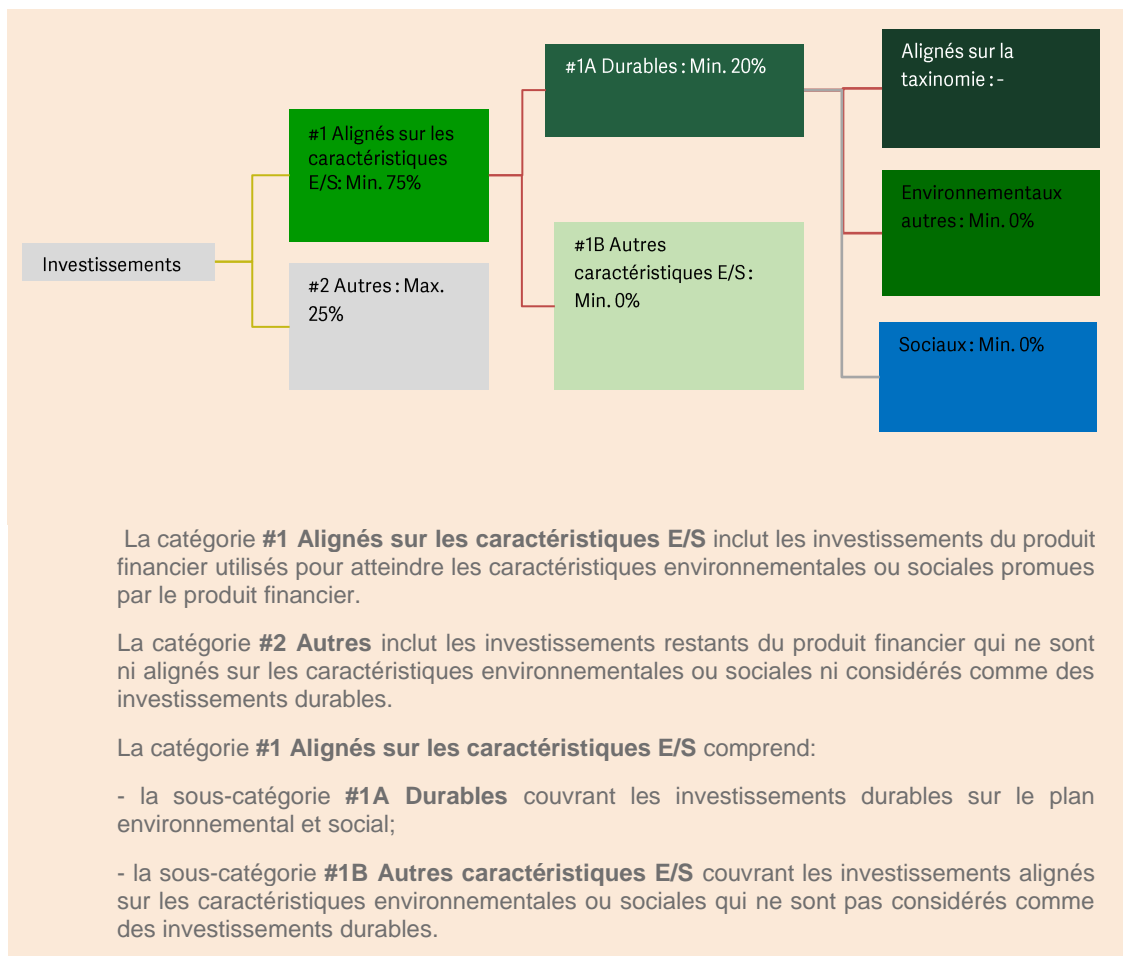 Investissements
#1 Alignés sur les
caractéristiques
E/S: Min. 75%
#2 Autres : Max.
25%
#1A Durables : Min. 20%
#1B Autres
caractéristiques E/S :
Min. 0%
Alignés sur la
taxinomie : -
Environnementaux
autres : Min. 0%
Sociaux : Min. 0%
La catégorie #1 Alignés sur les caractéristiques E/S inclut les investissements du produit
financier utilisés pour atteindre les caractéristiques environnementales ou sociales promues
par le produit financier.
La catégorie #2 Autres inclut les investissements restants du produit financier qui ne sont
ni alignés sur les caractéristiques environnementales ou sociales ni considérés comme des
investissements durables.
La catégorie #1 Alignés sur les caractéristiques E/S comprend:
- la sous-catégorie #1A Durables couvrant les investissements durables sur le plan
environnemental et social;
- la sous-catégorie #1B Autres caractéristiques E/S couvrant les investissements alignés
sur les caractéristiques environnementales ou sociales qui ne sont pas considérés comme
des investissements durables.